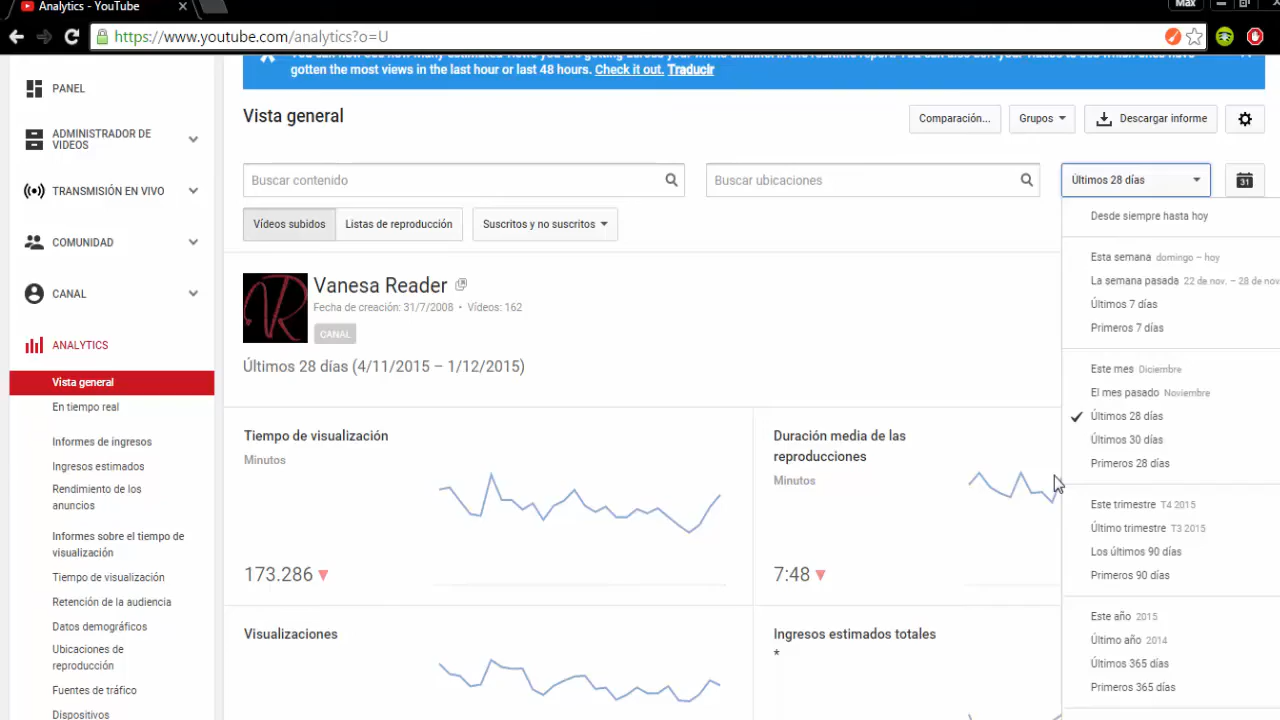 Analytics - YouTube
Max
https://www.youtube.com/analytics?o=U
gotten the most views in the last hour or last 48 hours. Check it out. Traducir
PANEL
ADMINISTRADOR DE
VIDEOS
TRANSMISIÓN EN VIVO
COMUNIDAD
CANAL
ANALYTICS
Vista general
En tiempo real
Informes de ingresos
Ingresos estimados
Rendimiento de los
anuncios
Informes sobre el tiempo de
visualización
Tiempo de visualización
Retención de la audiencia
Datos demográficos
Ubicaciones de
reproducción
Fuentes de tráfico
Dispositivos
Vista general
Comparación...
Grupos
Descargar informe
Buscar contenido
Buscar ubicaciones
Últimos 28 días
31
Vídeos subidos
Listas de reproducción
Suscritos y no suscritos
Vanesa Reader
Fecha de creación: 31/7/2008 • Vídeos: 162
CANAL
Últimos 28 días (4/11/2015 – 1/12/2015)
Tiempo de visualización
Minutos
173.286
Duración media de las
reproducciones
Minutos
7:48
Visualizaciones
Ingresos estimados totales
*
Desde siempre hasta hoy
Esta semana domingo – hoy
La semana pasada 22 de nov. – 28 de nov
Últimos 7 días
Primeros 7 días
Este mes Diciembre
El mes pasado Noviembre
Últimos 28 días
Últimos 30 días
Primeros 28 días
Este trimestre T4 2015
Último trimestre T3 2015
Los últimos 90 días
Primeros 90 días
Este año 2015
Último año 2014
Últimos 365 días
Primeros 365 días